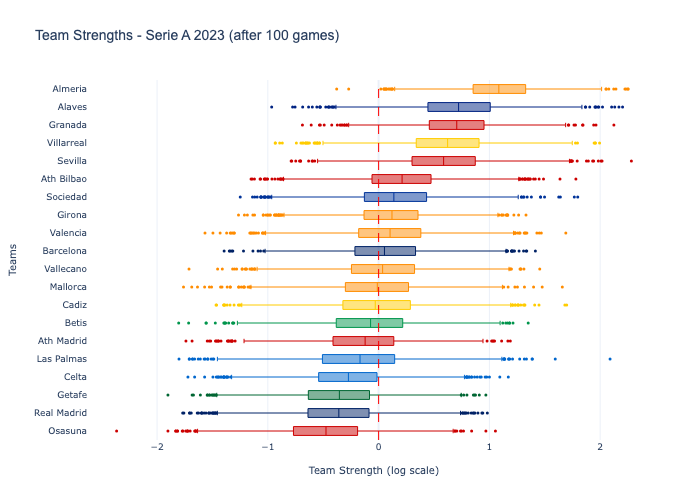 Team Strengths - Serie A 2023 (after 100 games)
Almeria
Alaves
Granada
Villarreal
Sevilla
Ath Bilbao
Sociedad
Girona
Valencia
Barcelona
Vallecano
Mallorca
Cadiz
Betis
Ath Madrid
Las Palmas
Celta
Getafe
Real Madrid
Osasuna
Teams
−2 −1 0 1 2
Team Strength (log scale)